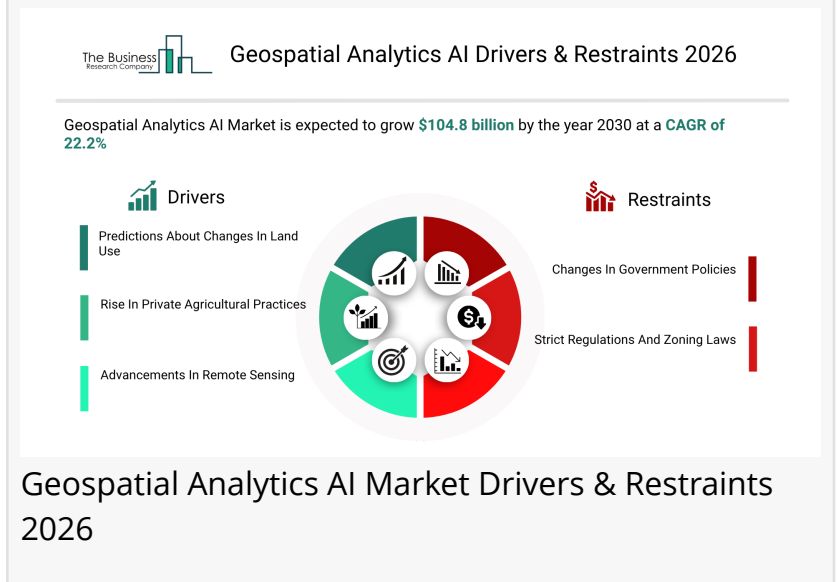 The Business
Research Company
Geospatial Analytics AI Drivers & Restraints 2026
Geospatial Analytics AI Market is expected to grow $104.8 billion by the year 2030 at a CAGR of
22.2%
Drivers
Predictions About Changes In Land
Use
Rise In Private Agricultural Practices
Advancements In Remote Sensing
$
Restraints
Changes In Government Policies
Strict Regulations And Zoning Laws
$
Geospatial Analytics AI Market Drivers & Restraints
2026